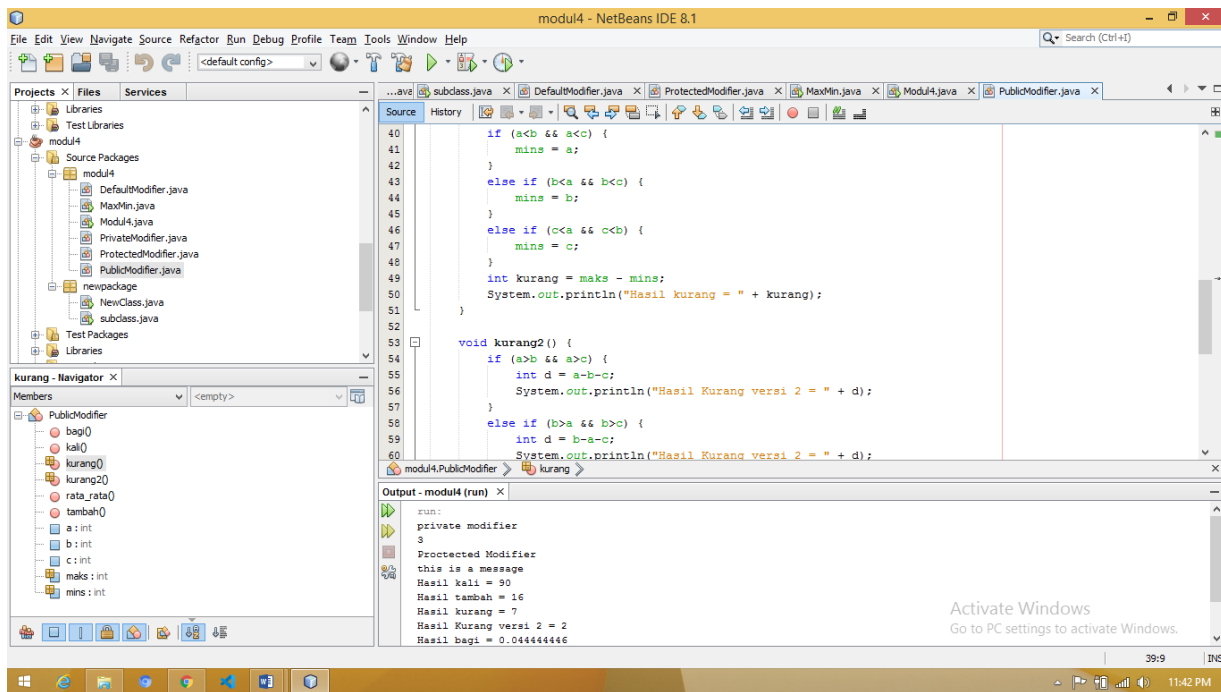 modul4 - NetBeans IDE 8.1
File Edit View Navigate Source Refactor Run Debug Profile Team Tools Window Help
Search (Ctrl+I)
<default config>
Projects Files Services
Libraries
Test Libraries
modul4
Source Packages
modul4
DefaultModifier.java
MaxMin.java
Modul4.java
PrivateModifier.java
ProtectedModifier.java
PublicModifier.java
newpackage
NewClass.java
subclass.java
Test Packages
Libraries
kurang - Navigator
Members <empty>
PublicModifier
bagi()
kali()
kurang()
kurang2()
rata_rata()
tambah()
a : int
b : int
c : int
maks : int
mins : int
...ava subclass.java DefaultModifier.java ProtectedModifier.java MaxMin.java Modul4.java PublicModifier.java
Source History
40 if (a<b && a<c) {
41 mins = a;
42 }
43 else if (b<a && b<c) {
44 mins = b;
45 }
46 else if (c<a && c<b) {
47 mins = c;
48 }
49 int kurang = maks - mins;
50 System.out.println("Hasil kurang = " + kurang);
51 }
52
53 void kurang2() {
54 if (a>b && a>c) {
55 int d = a-b-c;
56 System.out.println("Hasil Kurang versi 2 = " + d);
57 }
58 else if (b>a && b>c) {
59 int d = b-a-c;
60 System.out.println("Hasil Kurang versi 2 = " + d);
modul4.PublicModifier kurang
Output - modul4 (run)
run:
private modifier
3
Proctected Modifier
this is a message
Hasil kali = 90
Hasil tambah = 16
Hasil kurang = 7
Hasil Kurang versi 2 = 2
Hasil bagi = 0.044444446
Activate Windows
Go to PC settings to activate Windows.
39:9 INS
11:42 PM